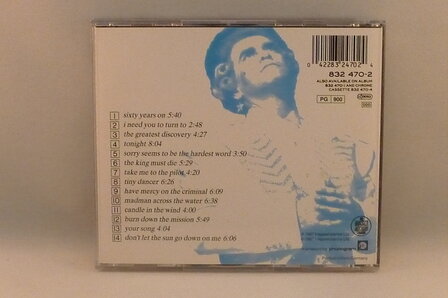 0 42283 24702 4
832 470-2
ALSO AVAILABLE ON ALBUM
832 470-1 AND CHROME
CASSETTE 832 470-4
PG 900
1 sixty years on 5:40
2 i need you to turn to 2:48
3 the greatest discovery 4:27
4 tonight 8:04
5 sorry seems to be the hardest word 3:50
6 the king must die 5:29
7 take me to the pilot 4:20
8 tiny dancer 6:26
9 have mercy on the criminal 6:09
10 madman across the water 6:38
11 candle in the wind 4:00
12 burn down the mission 5:49
13 your song 4:04
14 don't let the sun go down on me 6:06
phonogram